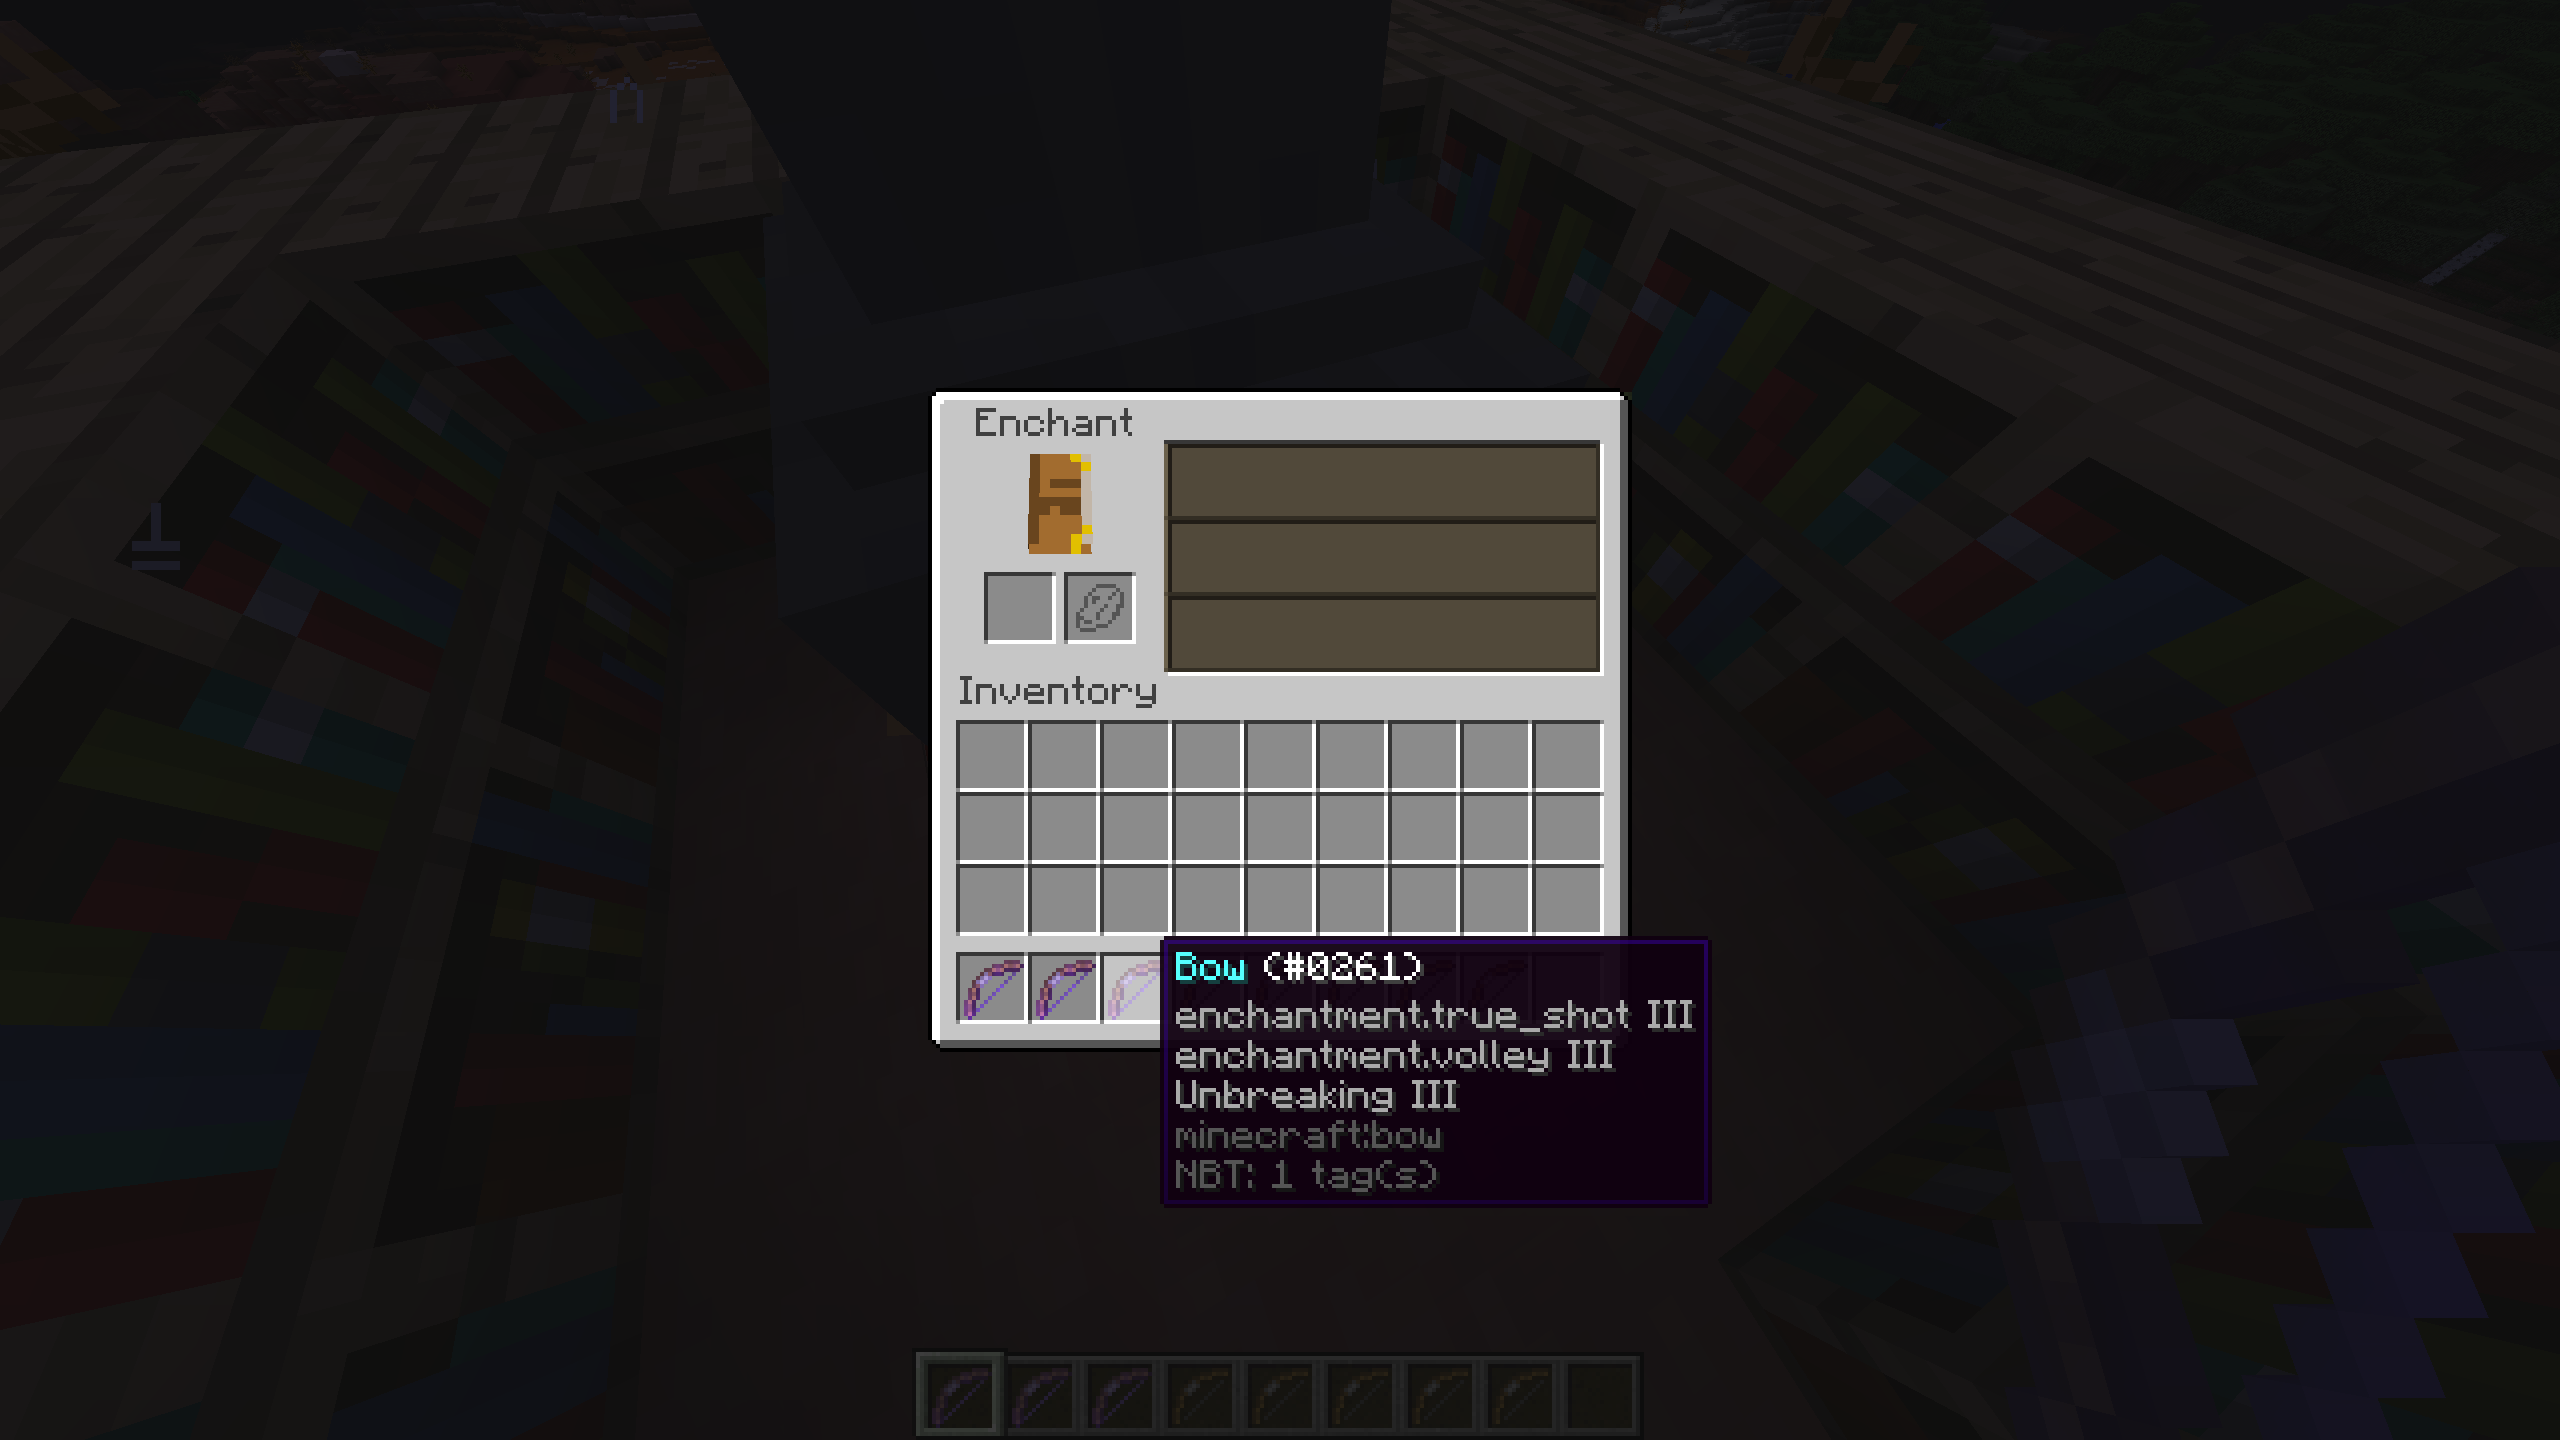 Enchant
Inventory
Bow (#0261)
enchantment.true_shot III
enchantment.volley III
Unbreaking III
minecraft:bow
NBT: 1 tag(s)